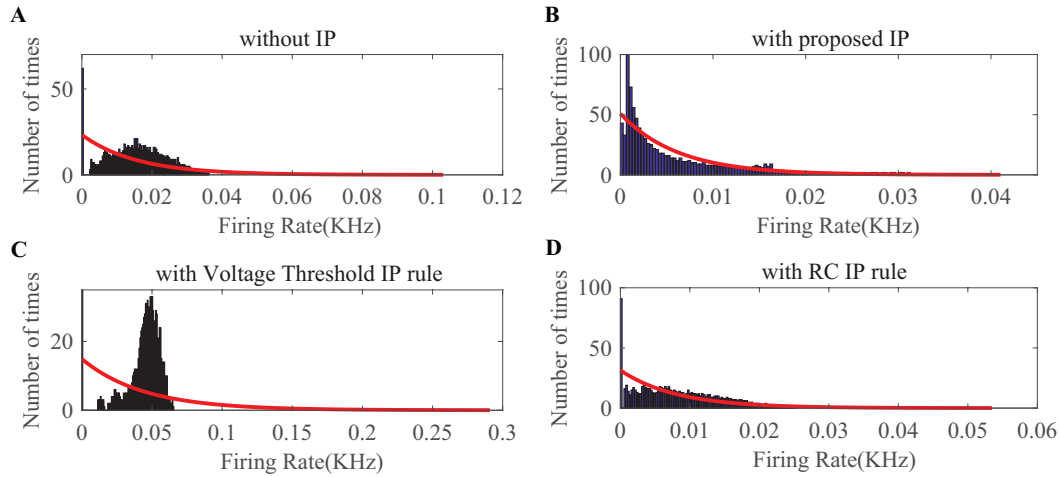 A
without IP
Number of times
50
0
0 0.02 0.04 0.06 0.08 0.1 0.12
Firing Rate(KHz)
B
with proposed IP
Number of times
100
50
0
0 0.01 0.02 0.03 0.04
Firing Rate(KHz)
C
with Voltage Threshold IP rule
Number of times
20
0
0 0.05 0.1 0.15 0.2 0.25 0.3
Firing Rate(KHz)
D
with RC IP rule
Number of times
100
50
0
0 0.01 0.02 0.03 0.04 0.05 0.06
Firing Rate(KHz)